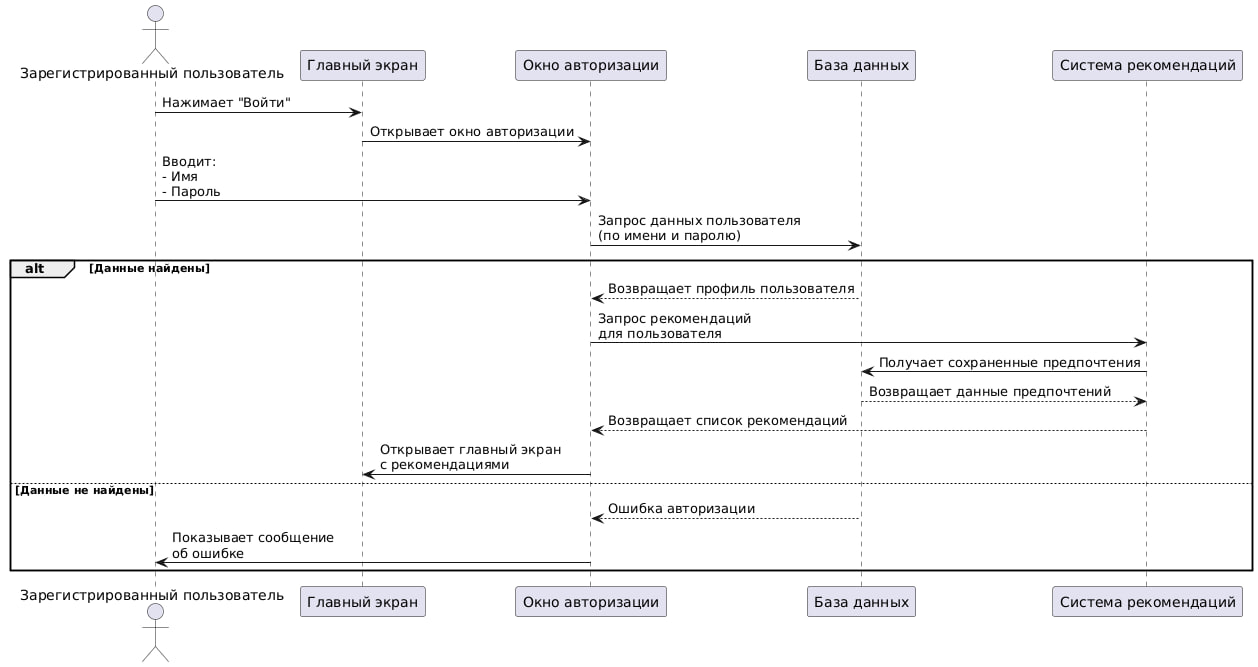 Зарегистрированный пользователь
Главный экран
Окно авторизации
База данных
Система рекомендаций
Нажимает "Войти"
Открывает окно авторизации
Вводит:
- Имя
- Пароль
Запрос данных пользователя
(по имени и паролю)
alt
[Данные найдены]
Возвращает профиль пользователя
Запрос рекомендаций
для пользователя
Получает сохраненные предпочтения
Возвращает данные предпочтений
Возвращает список рекомендаций
Открывает главный экран
с рекомендациями
[Данные не найдены]
Ошибка авторизации
Показывает сообщение
об ошибке
Зарегистрированный пользователь
Главный экран
Окно авторизации
База данных
Система рекомендаций